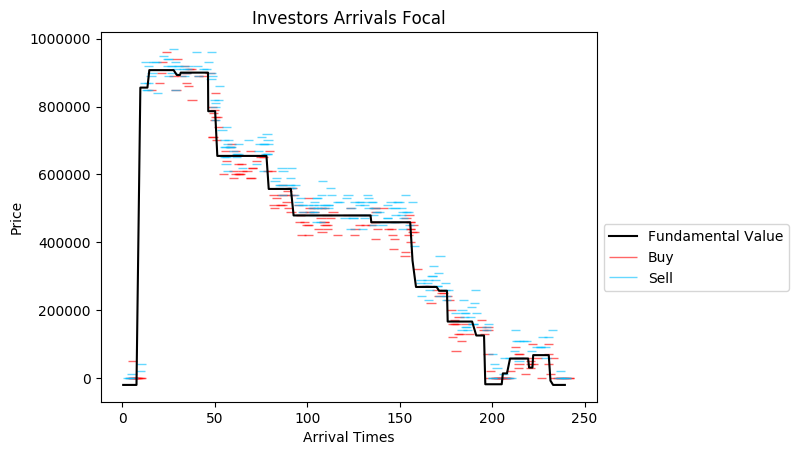 Investors Arrivals Focal
1000000
800000
600000
400000
200000
0
Price
0 50 100 150 200 250
Arrival Times
Fundamental Value
Buy
Sell